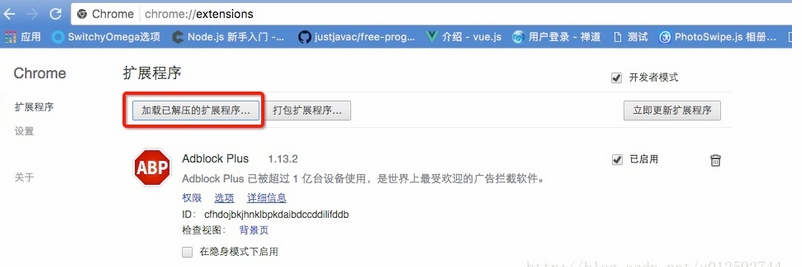 Chrome chrome://extensions
应用 SwitchyOmega选项 Node.js 新手入门 -... justjavac/free-prog... 介绍 - vue.js 用户登录 - 禅道 测试 PhotoSwipe.js 相册...
Chrome 扩展程序 开发者模式
扩展程序 加载已解压的扩展程序... 打包扩展程序... 立即更新扩展程序
设置
ABP Adblock Plus 1.13.2 已启用
Adblock Plus 已被超过 1 亿台设备使用，是世界上最受欢迎的广告拦截软件。
关于
权限 选项 详细信息
ID： cfhdojbkjhnklbpkdaibdccddilifddb
检查视图： 背景页
在隐身模式下启用